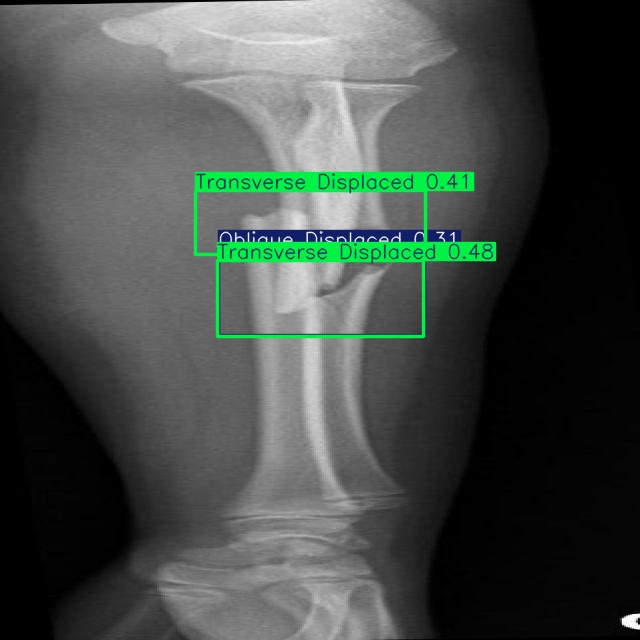 Transverse Displaced 0.41
Oblique Displaced 0.31
Transverse Displaced 0.48